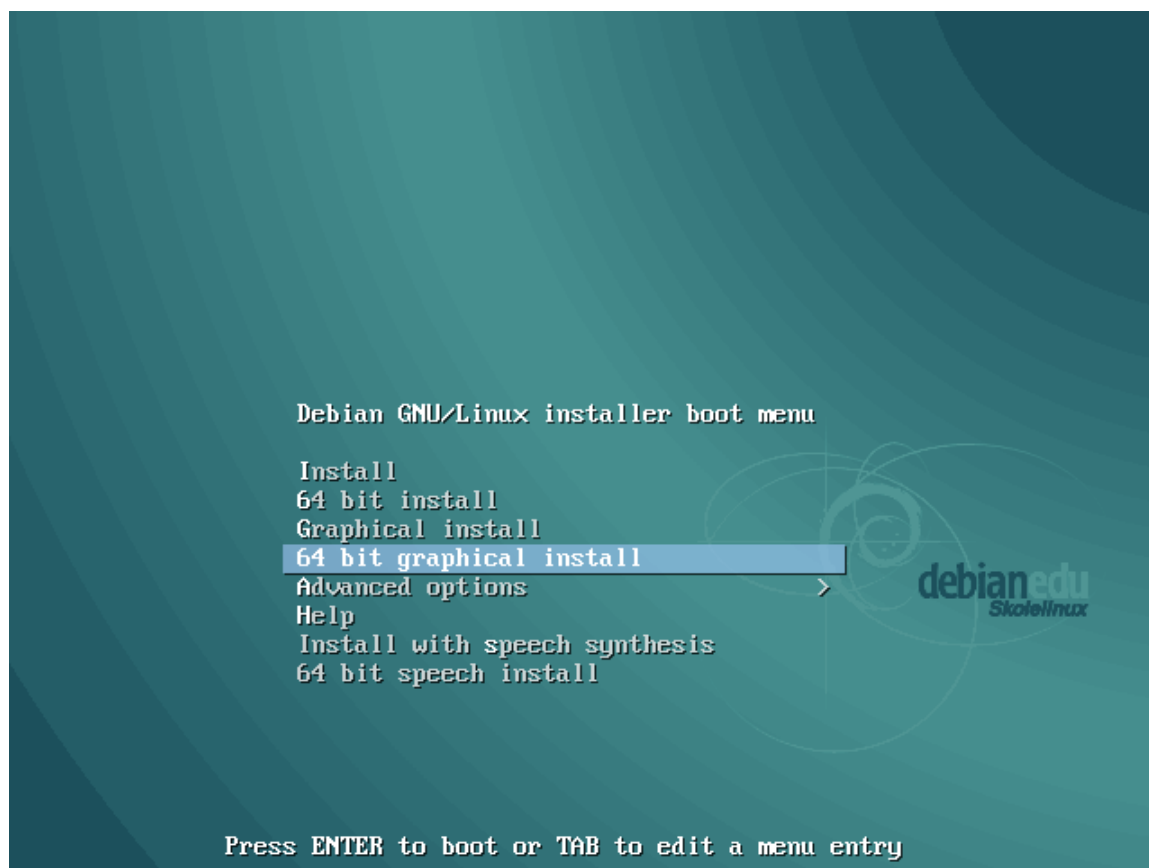 Debian GNU/Linux installer boot menu
Install
64 bit install
Graphical install
64 bit graphical install
Advanced options >
Help
Install with speech synthesis
64 bit speech install
debianedu
Skolelinux
Press ENTER to boot or TAB to edit a menu entry